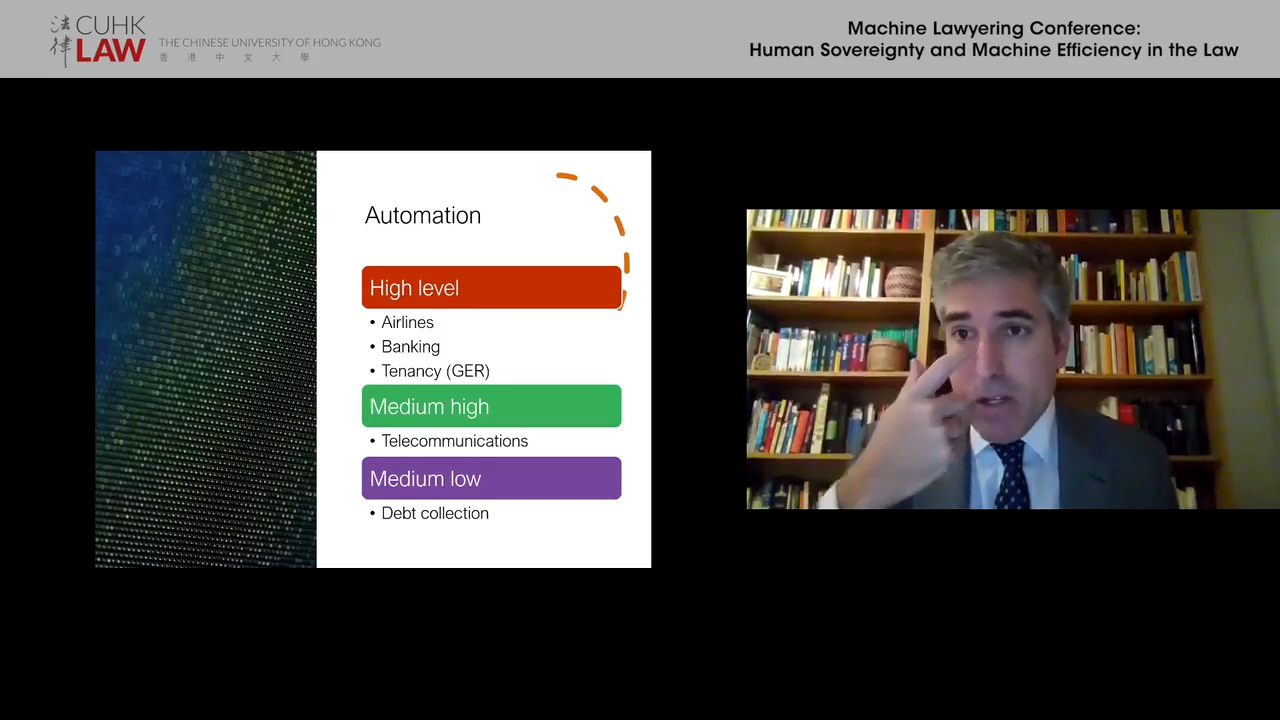 法律
CUHK
LAW
THE CHINESE UNIVERSITY OF HONG KONG
香港中文大學
Machine Lawyering Conference:
Human Sovereignty and Machine Efficiency in the Law
Automation
High level
• Airlines
• Banking
• Tenancy (GER)
Medium high
• Telecommunications
Medium low
• Debt collection